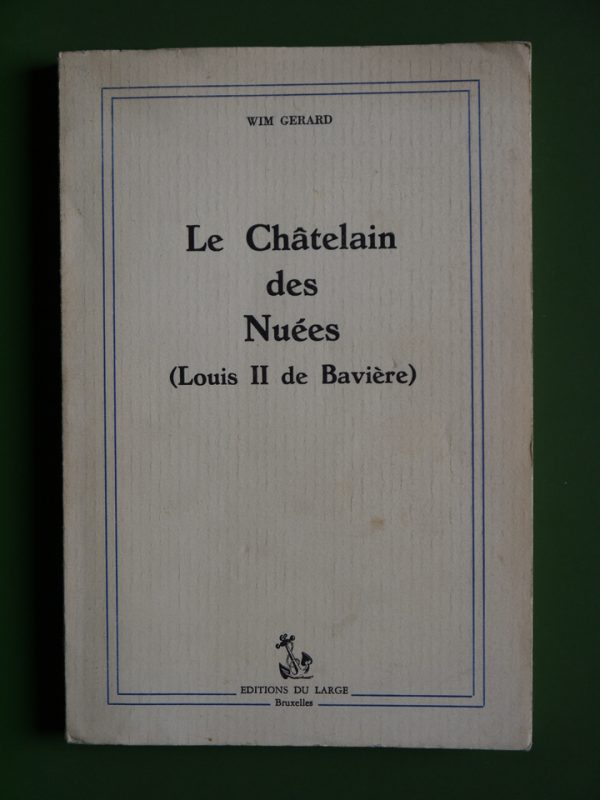 WIM GERARD
Le Châtelain
des
Nuées
(Louis II de Bavière)
EDITIONS DU LARGE
Bruxelles